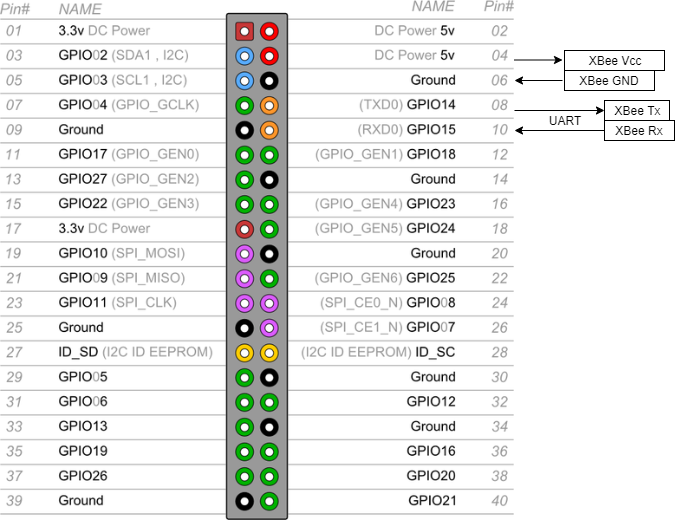 Pin# NAME NAME Pin#
01 3.3v DC Power DC Power 5v 02
03 GPIO02 (SDA1 , I2C) DC Power 5v 04 XBee Vcc
05 GPIO03 (SCL1 , I2C) Ground 06 XBee GND
07 GPIO04 (GPIO_GCLK) (TXD0) GPIO14 08 XBee Tx
UART
09 Ground (RXD0) GPIO15 10 XBee Rx
11 GPIO17 (GPIO_GEN0) (GPIO_GEN1) GPIO18 12
13 GPIO27 (GPIO_GEN2) Ground 14
15 GPIO22 (GPIO_GEN3) (GPIO_GEN4) GPIO23 16
17 3.3v DC Power (GPIO_GEN5) GPIO24 18
19 GPIO10 (SPI_MOSI) Ground 20
21 GPIO09 (SPI_MISO) (GPIO_GEN6) GPIO25 22
23 GPIO11 (SPI_CLK) (SPI_CE0_N) GPIO08 24
25 Ground (SPI_CE1_N) GPIO07 26
27 ID_SD (I2C ID EEPROM) (I2C ID EEPROM) ID_SC 28
29 GPIO05 Ground 30
31 GPIO06 GPIO12 32
33 GPIO13 Ground 34
35 GPIO19 GPIO16 36
37 GPIO26 GPIO20 38
39 Ground GPIO21 40